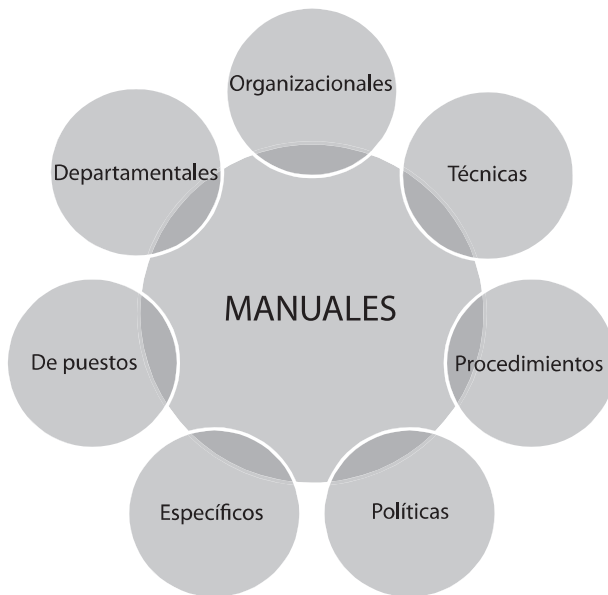 Organizacionales
Departamentales
Técnicas
MANUALES
De puestos
Procedimientos
Específicos
Políticas